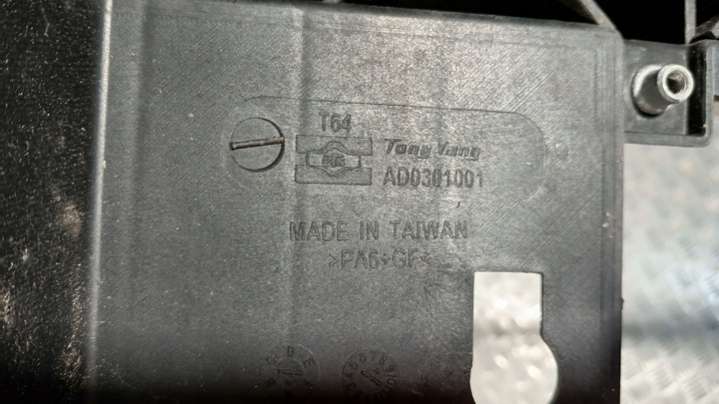 T64
Tong Yang
AD0301001
MADE IN TAIWAN
>PA6+GF<